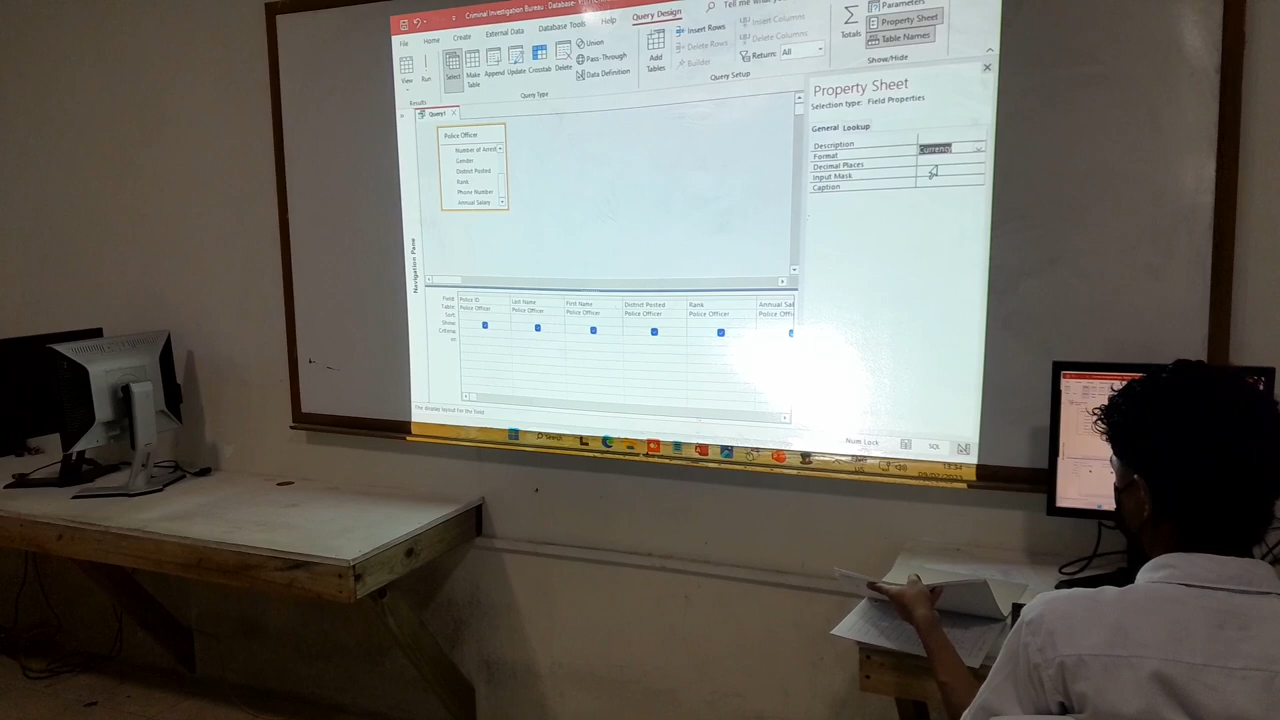 Criminal Investigation Bureau : Database-
File Home Create External Data Database Tools Help Query Design Tell me what you
View
Run
Results
Select
Make Table
Append
Update
Crosstab
Delete
Union
Pass-Through
Data Definition
Query Type
Add Tables
Insert Rows
Delete Rows
Builder
Insert Columns
Delete Columns
Return: All
Query Setup
Totals
Parameters
Property Sheet
Table Names
Show/Hide
Query1
Navigation Pane
Police Officer
Number of Arrest
Gender
District Posted
Rank
Phone Number
Annual Salary
Property Sheet
Selection type: Field Properties
General Lookup
Description
Format Currency
Decimal Places
Input Mask
Caption
Field: Police ID Last Name First Name District Posted Rank Annual Sal
Table: Police Officer Police Officer Police Officer Police Officer Police Officer Police Offi
Sort:
Show:
Criteria:
or:
The display layout for the field
Num Lock
SQL
Search
US
13:34